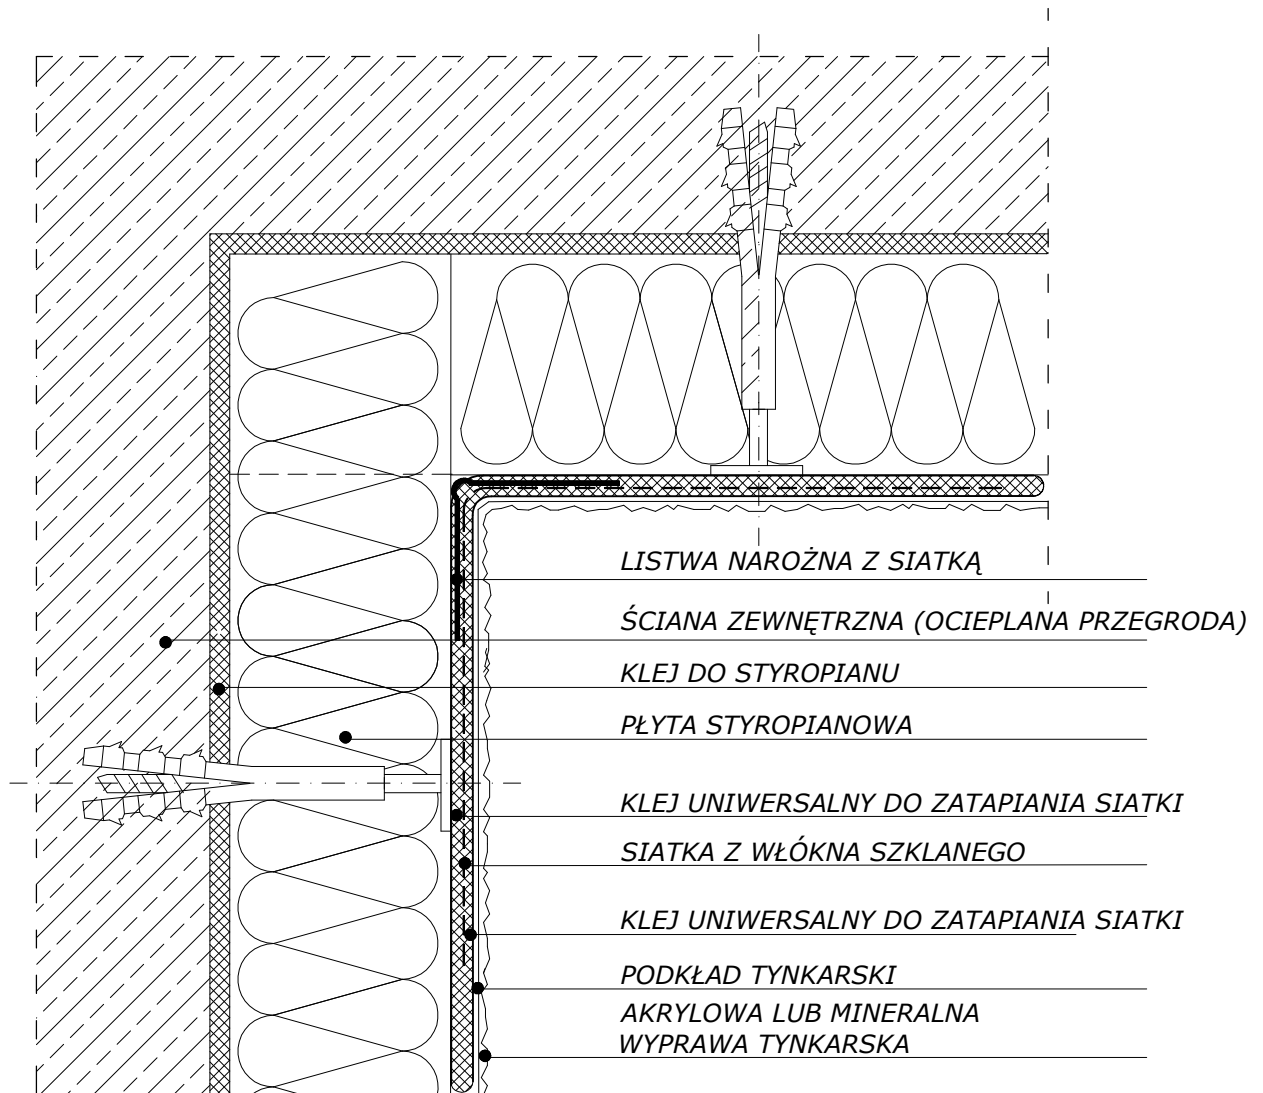 LISTWA NAROŻNA Z SIATKĄ
ŚCIANA ZEWNĘTRZNA (OCIEPLANA PRZEGRODA)
KLEJ DO STYROPIANU
PŁYTA STYROPIANOWA
KLEJ UNIWERSALNY DO ZATAPIANIA SIATKI
SIATKA Z WŁÓKNA SZKLANEGO
KLEJ UNIWERSALNY DO ZATAPIANIA SIATKI
PODKŁAD TYNKARSKI
AKRYLOWA LUB MINERALNA
WYPRAWA TYNKARSKA